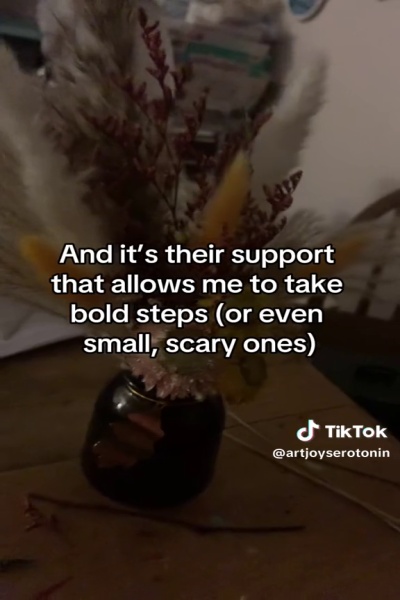 And it's their support
that allows me to take
bold steps (or even
small, scary ones)
TikTok
@artjoyserotonin